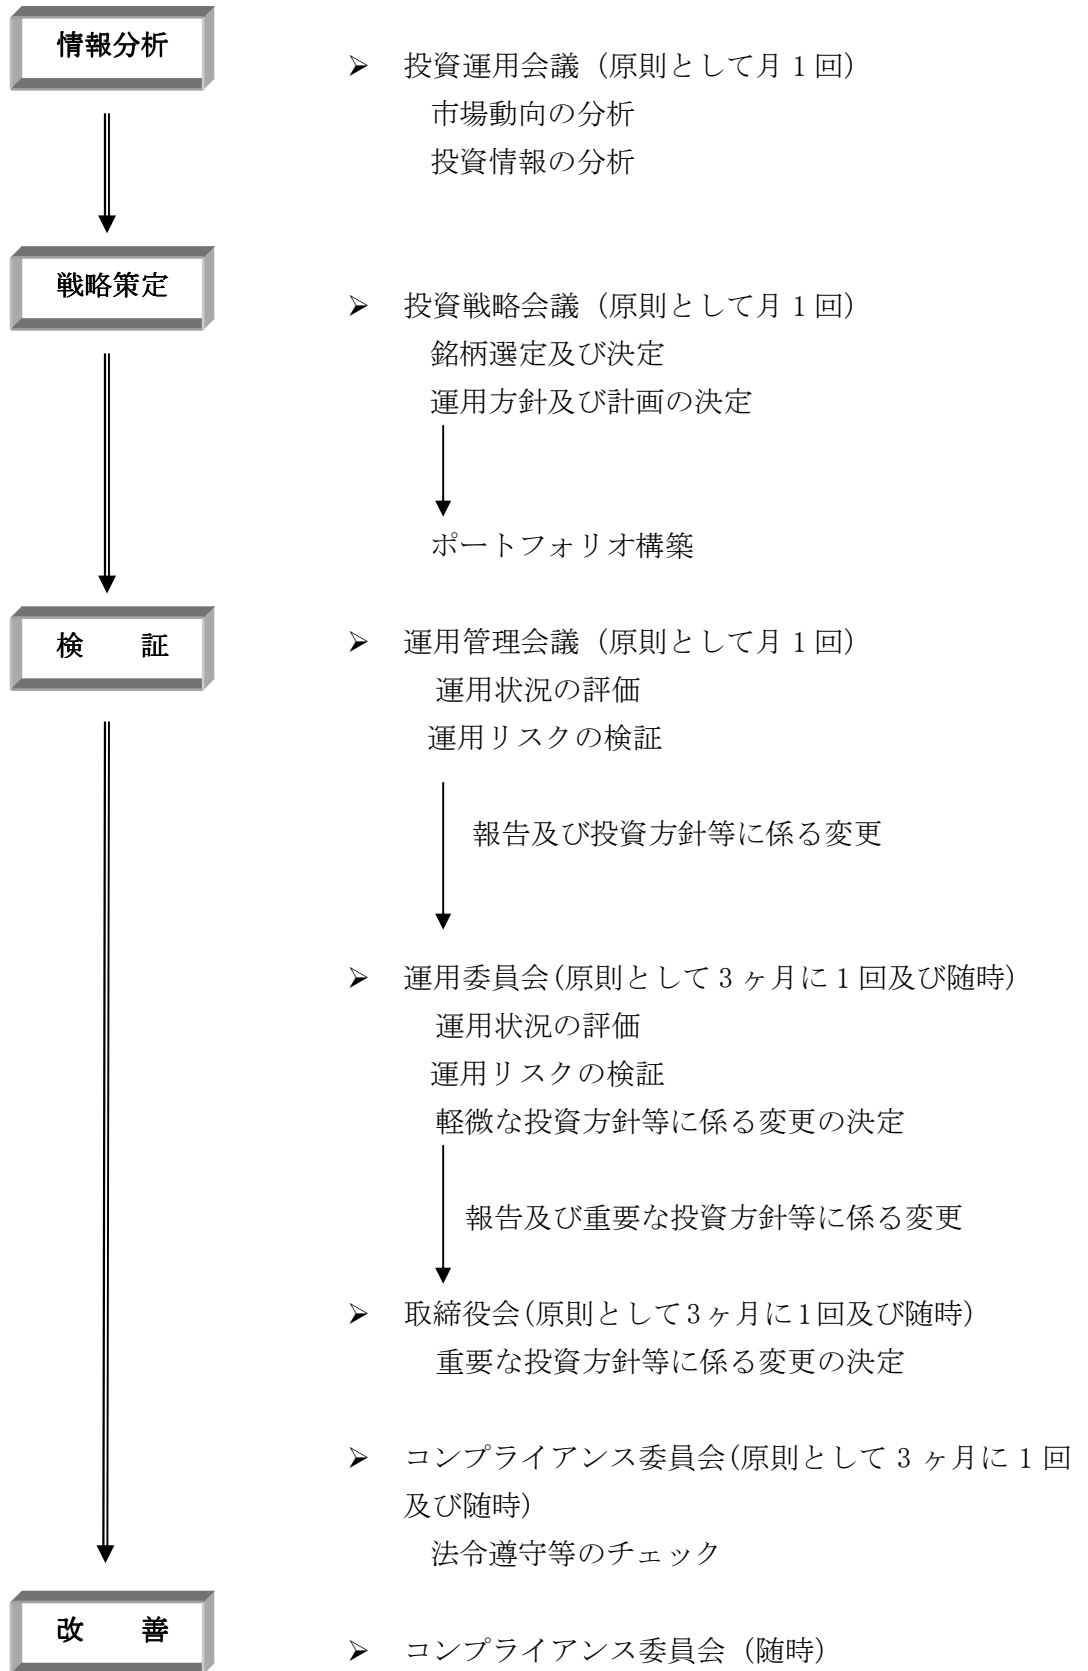 情報分析
➢ 投資運用会議（原則として月１回）
市場動向の分析
投資情報の分析
戦略策定
➢ 投資戦略会議（原則として月１回）
銘柄選定及び決定
運用方針及び計画の決定
ポートフォリオ構築
検　　証
➢ 運用管理会議（原則として月１回）
運用状況の評価
運用リスクの検証
報告及び投資方針等に係る変更
➢ 運用委員会(原則として３ヶ月に１回及び随時)
運用状況の評価
運用リスクの検証
軽微な投資方針等に係る変更の決定
報告及び重要な投資方針等に係る変更
➢ 取締役会(原則として3ヶ月に1回及び随時)
重要な投資方針等に係る変更の決定
➢ コンプライアンス委員会(原則として３ヶ月に１回
及び随時)
法令遵守等のチェック
改　　善
➢ コンプライアンス委員会（随時）